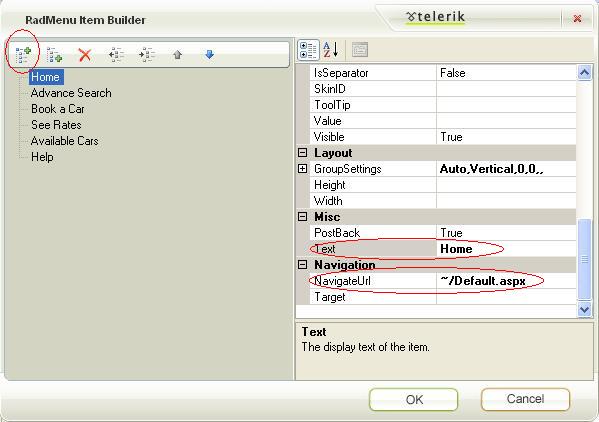 RadMenu Item Builder
telerik
Home
Advance Search
Book a Car
See Rates
Available Cars
Help
IsSeparator False
SkinID
ToolTip
Value
Visible True
Layout
GroupSettings Auto,Vertical,0,0,,
Height
Width
Misc
PostBack True
Text Home
Navigation
NavigateUrl ~/Default.aspx
Target
Text
The display text of the item.
OK Cancel